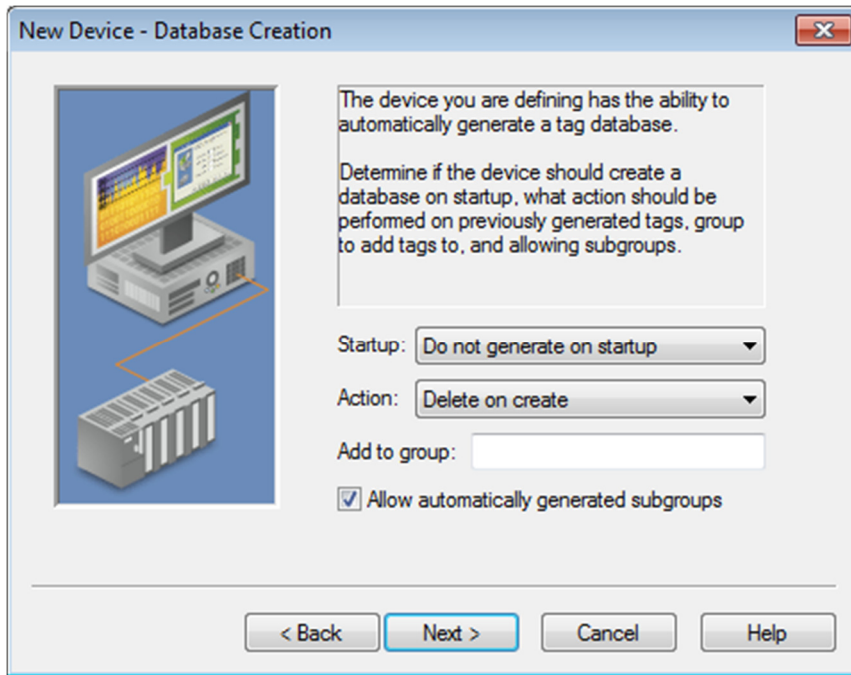 New Device - Database Creation
The device you are defining has the ability to
automatically generate a tag database.
Determine if the device should create a
database on startup, what action should be
performed on previously generated tags, group
to add tags to, and allowing subgroups.
Startup: Do not generate on startup
Action: Delete on create
Add to group:
Allow automatically generated subgroups
< Back Next > Cancel Help